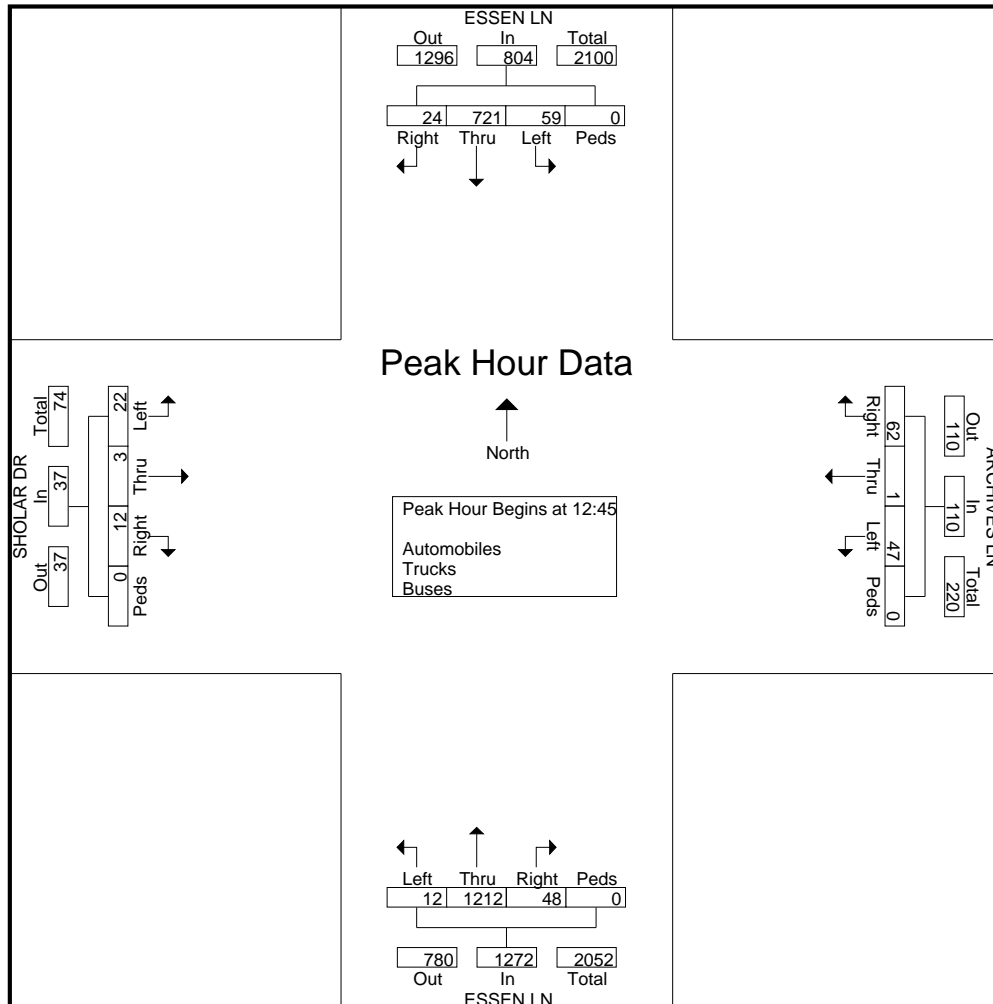 ESSEN LN
Out In Total
1296 804 2100
24 721 59 0
Right Thru Left Peds
Peak Hour Data
North
Peak Hour Begins at 12:45
Automobiles
Trucks
Buses
SHOLAR DR
Out In Total
37 37 74
Left Thru Right Peds
22 3 12 0
ARCHIVES LN
Out In Total
110 110 220
Right Thru Left Peds
62 1 47 0
Left Thru Right Peds
12 1212 48 0
780 1272 2052
Out In Total
ESSEN LN